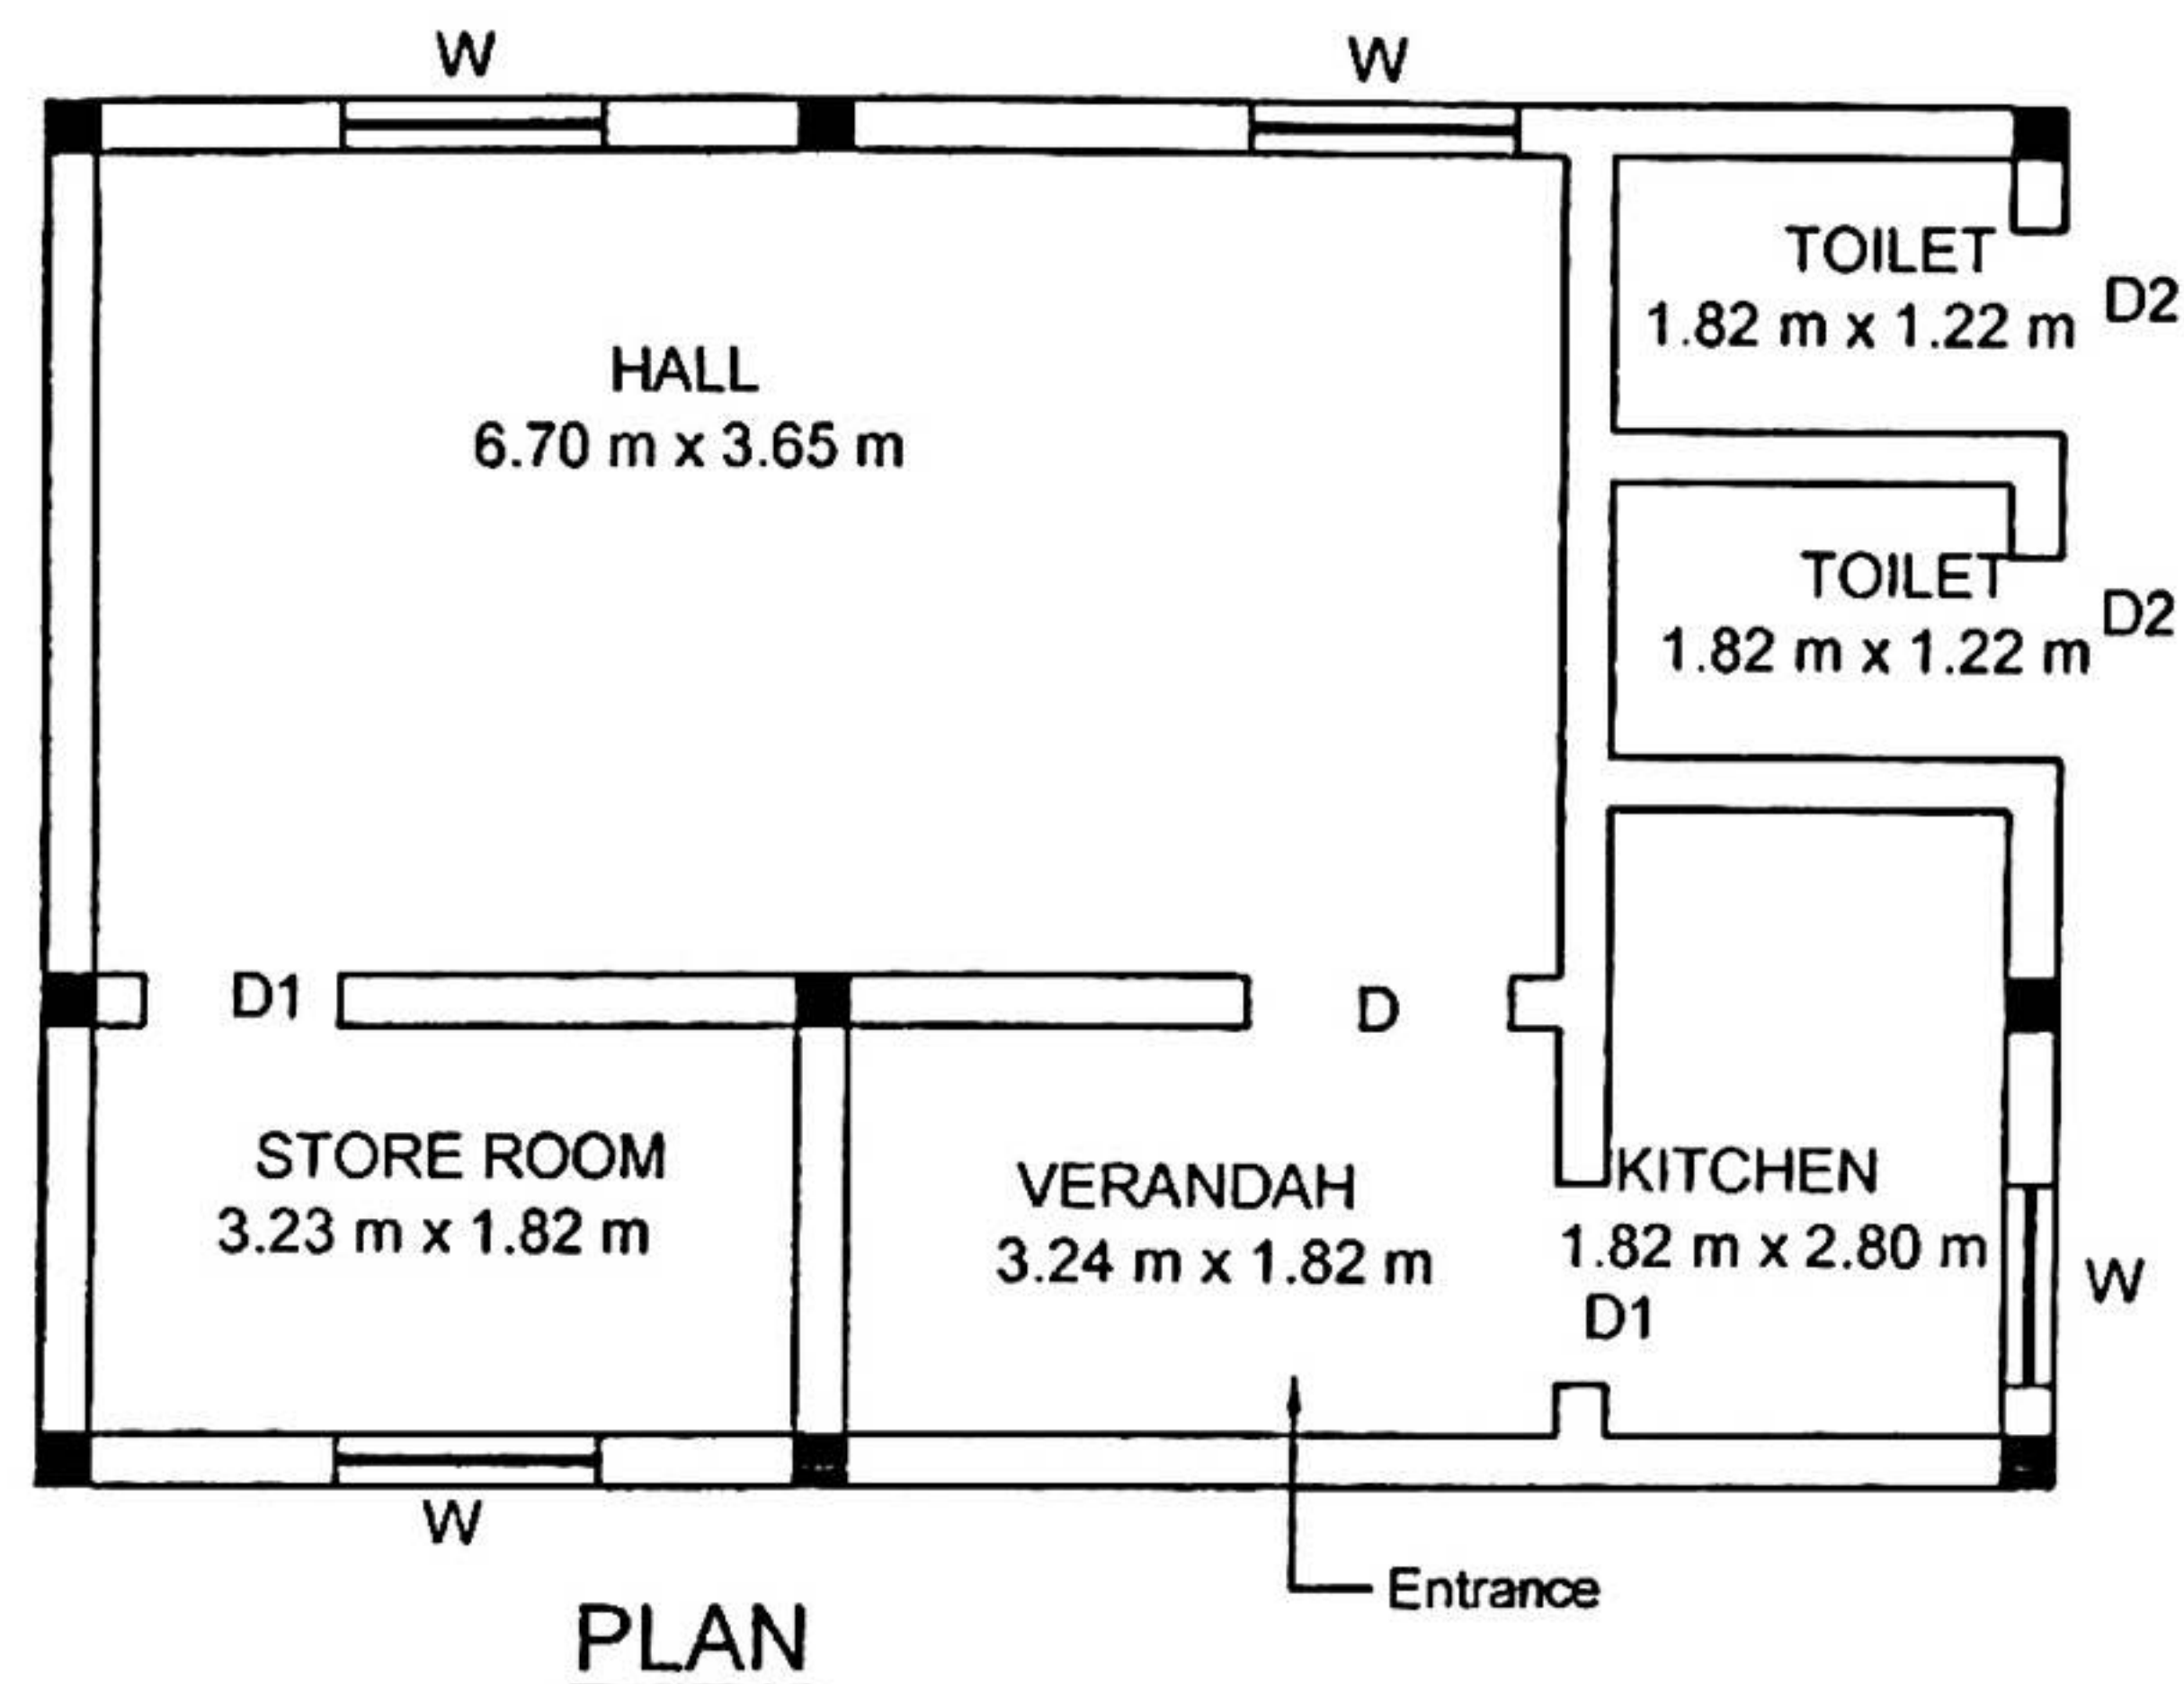 W
W
TOILET
1.82 m x 1.22 m
D2
HALL
6.70 m x 3.65 m
TOILET
1.82 m x 1.22 m
D2
D1
D
STORE ROOM
3.23 m x 1.82 m
VERANDAH
3.24 m x 1.82 m
KITCHEN
1.82 m x 2.80 m
D1
W
W
Entrance
PLAN